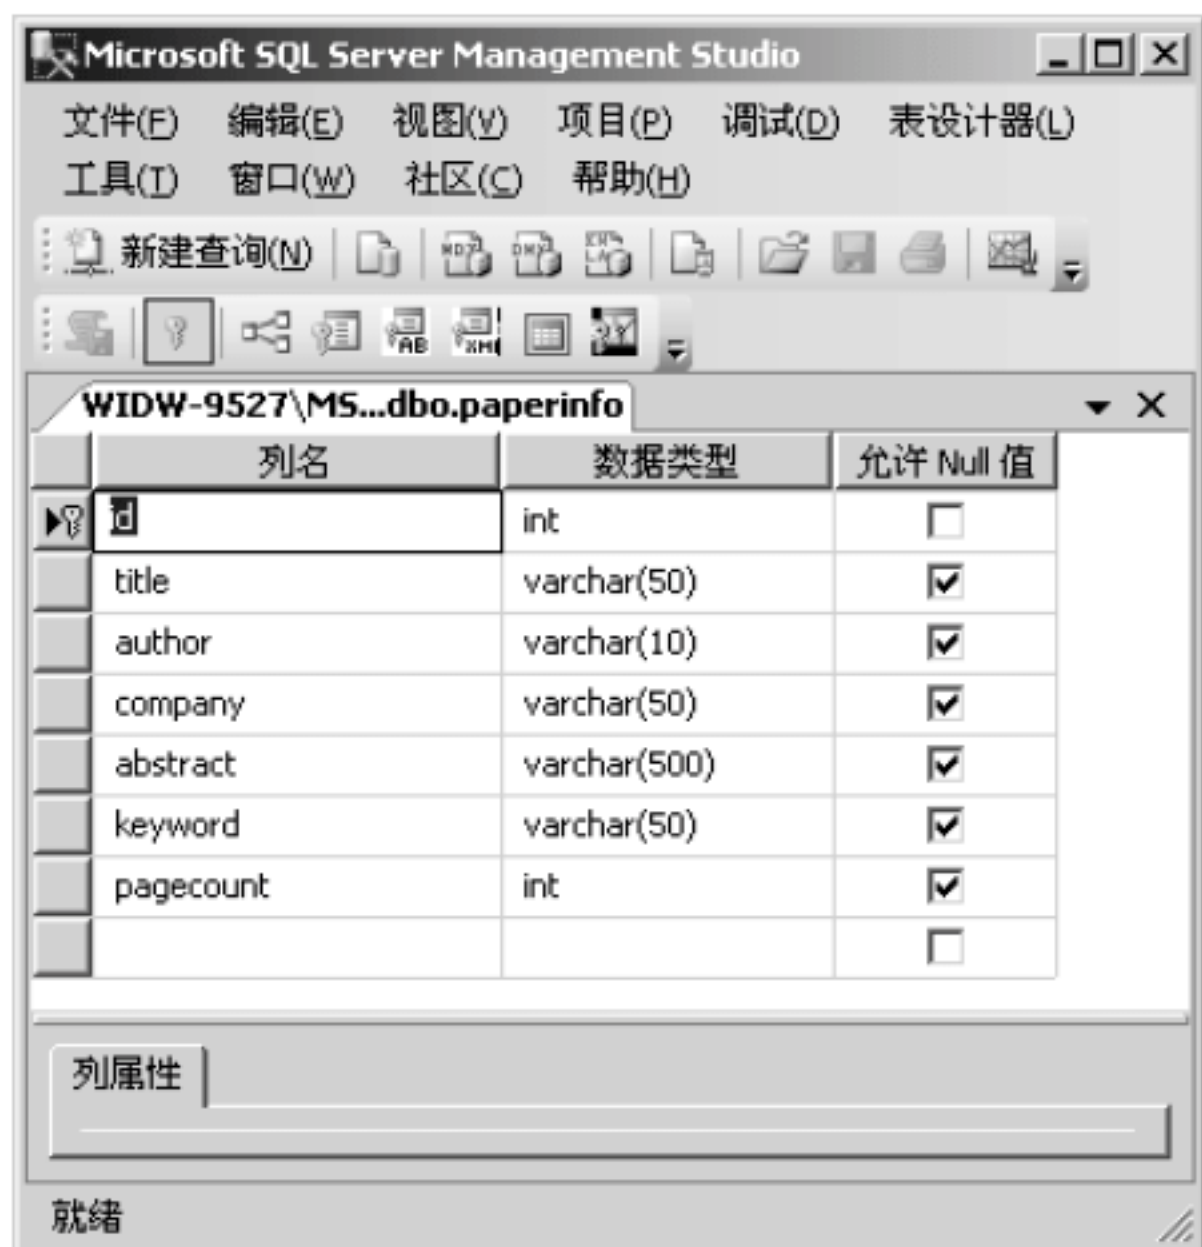 Microsoft SQL Server Management Studio
文件(F) 编辑(E) 视图(V) 项目(P) 调试(D) 表设计器(L)
工具(T) 窗口(W) 社区(C) 帮助(H)
新建查询(N)
WIDW-9527\MS...dbo.paperinfo
列名 数据类型 允许 Null 值
id int
title varchar(50)
author varchar(10)
company varchar(50)
abstract varchar(500)
keyword varchar(50)
pagecount int
列属性
就绪